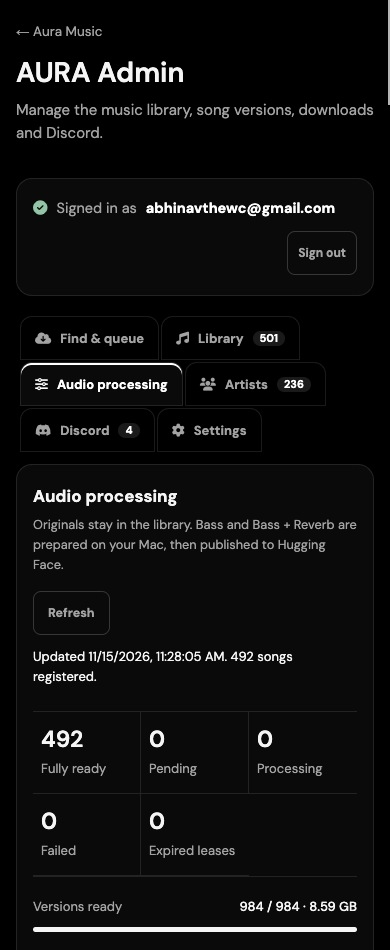 ← Aura Music
AURA Admin
Manage the music library, song versions, downloads
and Discord.
Signed in as abhinavthewc@gmail.com
Sign out
Find & queue
Library 501
Audio processing
Artists 236
Discord 4
Settings
Audio processing
Originals stay in the library. Bass and Bass + Reverb are
prepared on your Mac, then published to Hugging
Face.
Refresh
Updated 11/15/2026, 11:28:05 AM. 492 songs
registered.
492 0 0
Fully ready Pending Processing
0 0
Failed Expired leases
Versions ready 984 / 984 · 8.59 GB